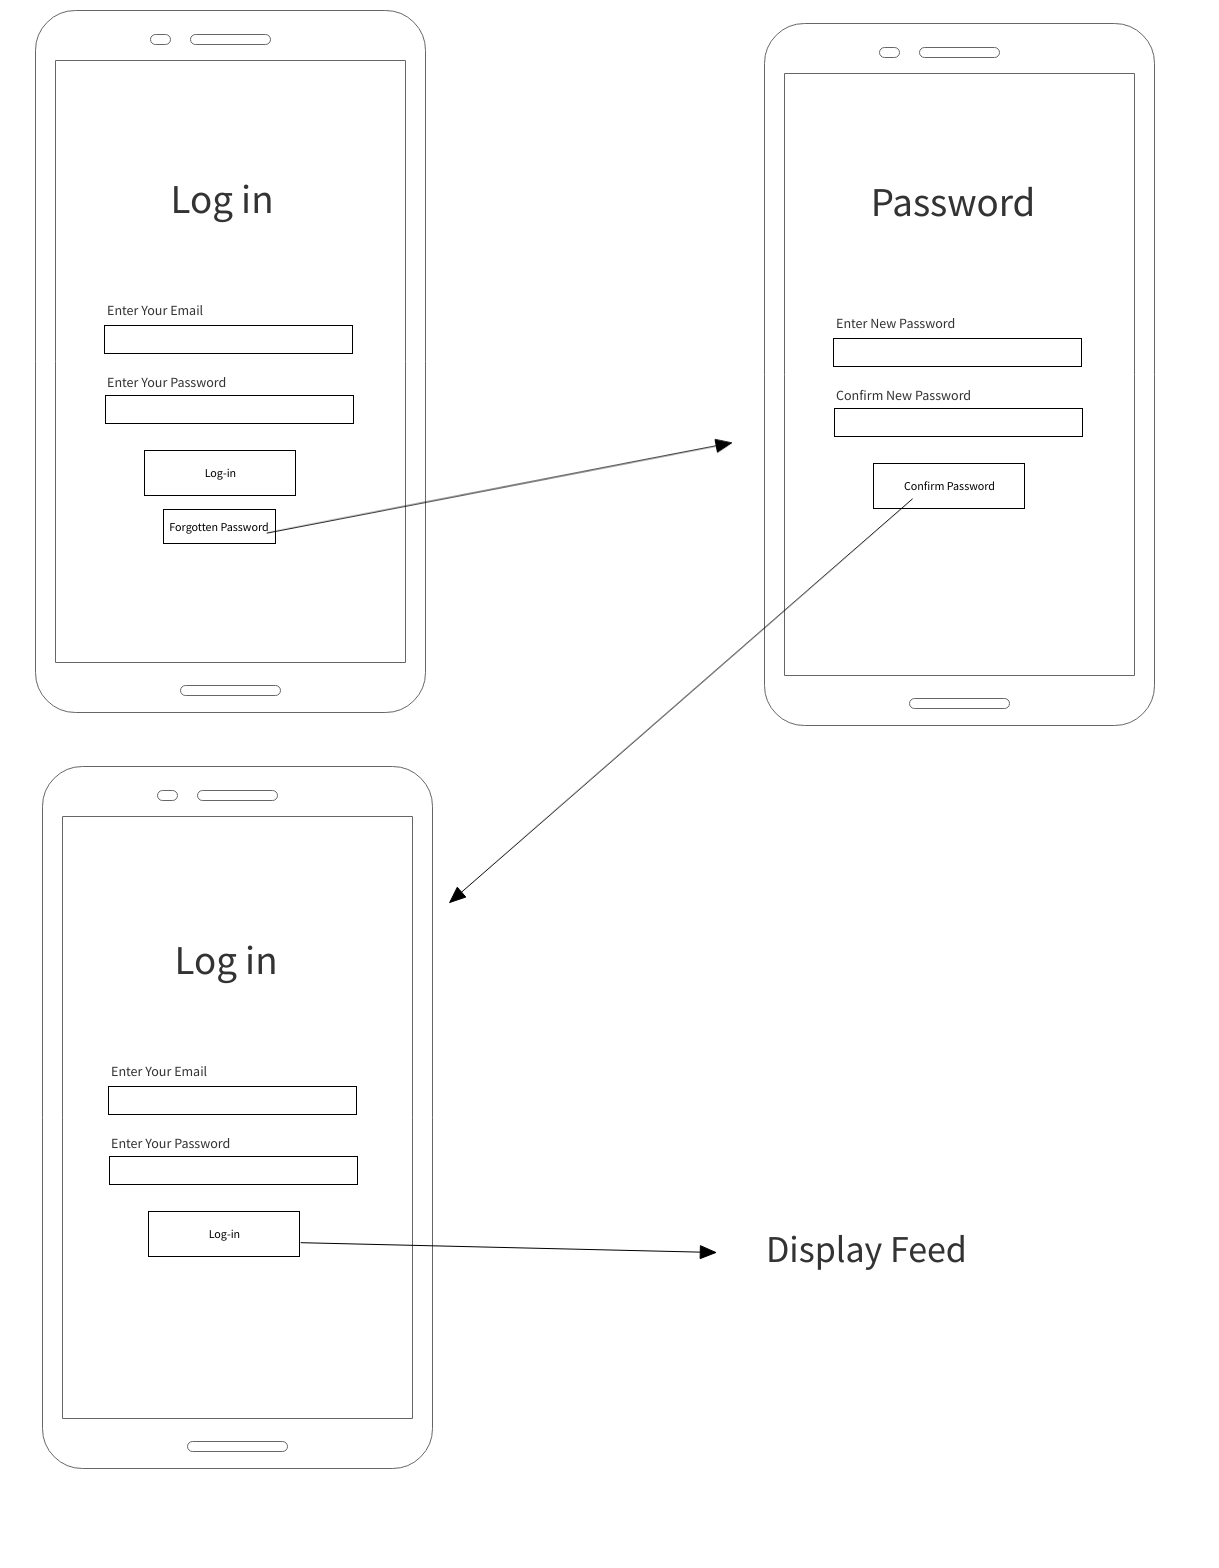 Log in
Enter Your Email
Enter Your Password
Log-in
Forgotten Password
Password
Enter New Password
Confirm New Password
Confirm Password
Log in
Enter Your Email
Enter Your Password
Log-in
Display Feed